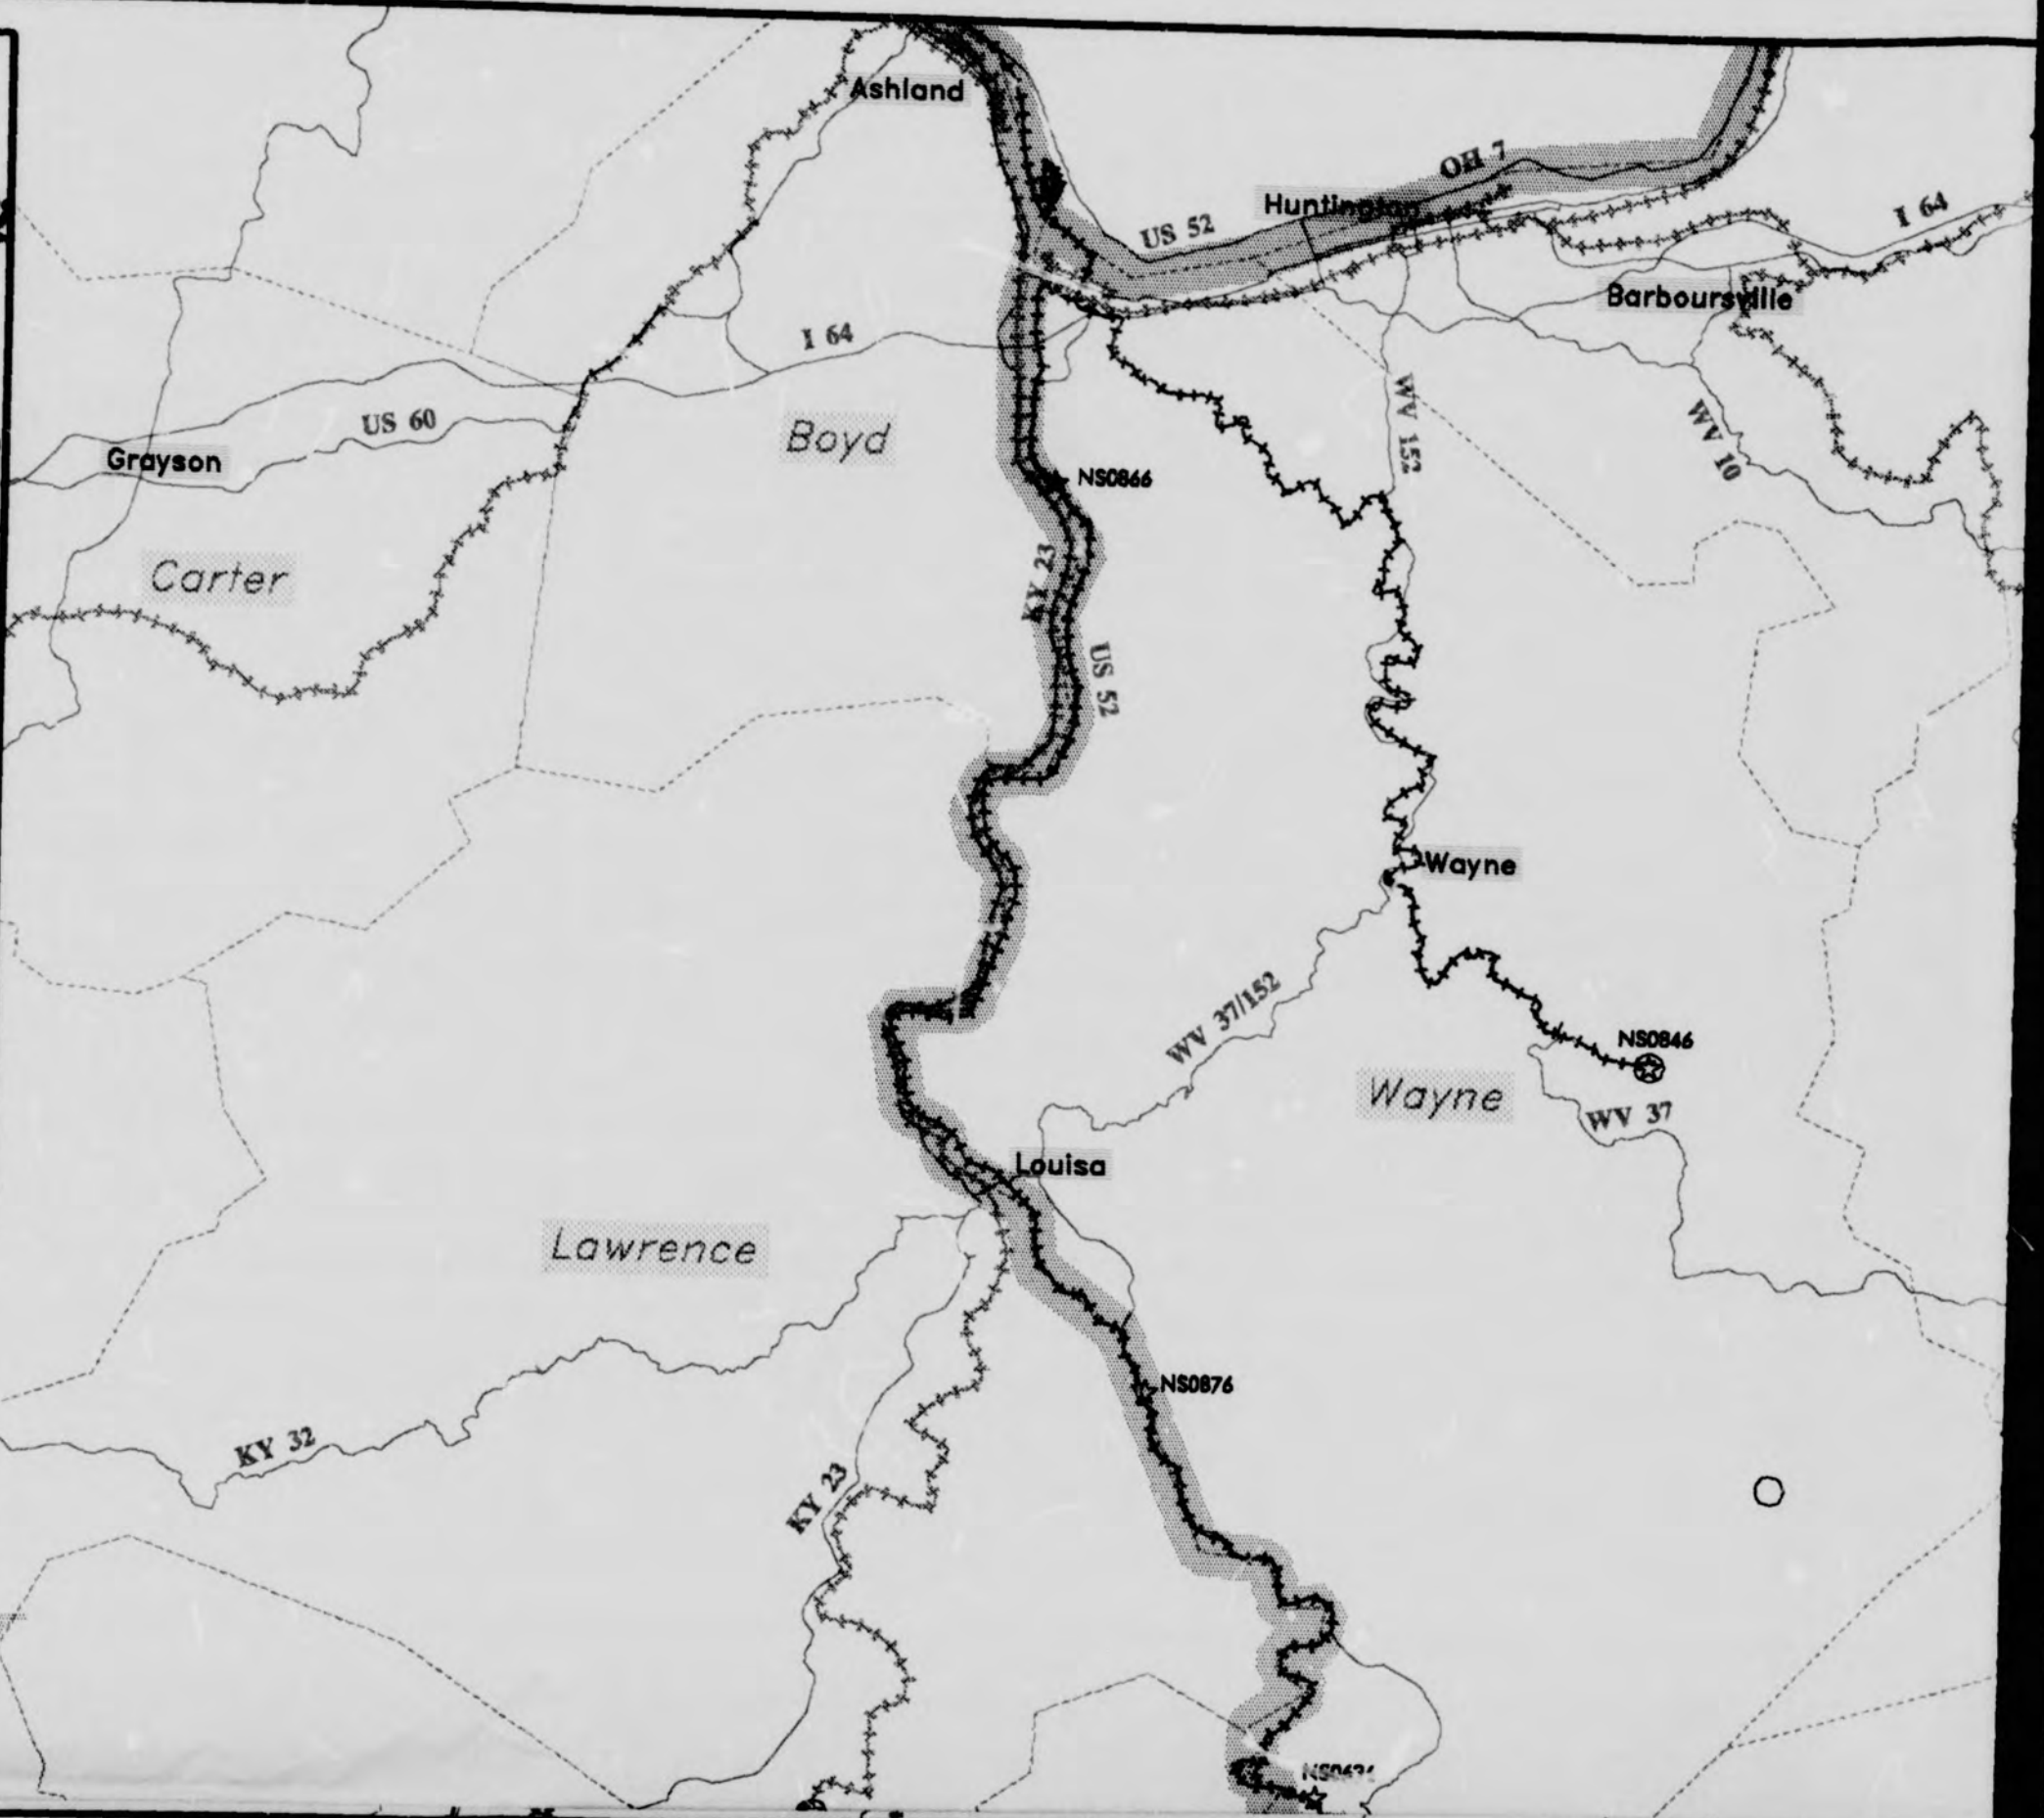 Ashland
OH 7
Huntington
US 52
I 64
Barboursville
I 64
US 60
Grayson
Boyd
WV 152
WV 10
NS0866
Carter
KY 23
US 52
Wayne
WV 37/152
NS0846
Wayne
WV 37
Louisa
Lawrence
NS0876
KY 32
KY 23